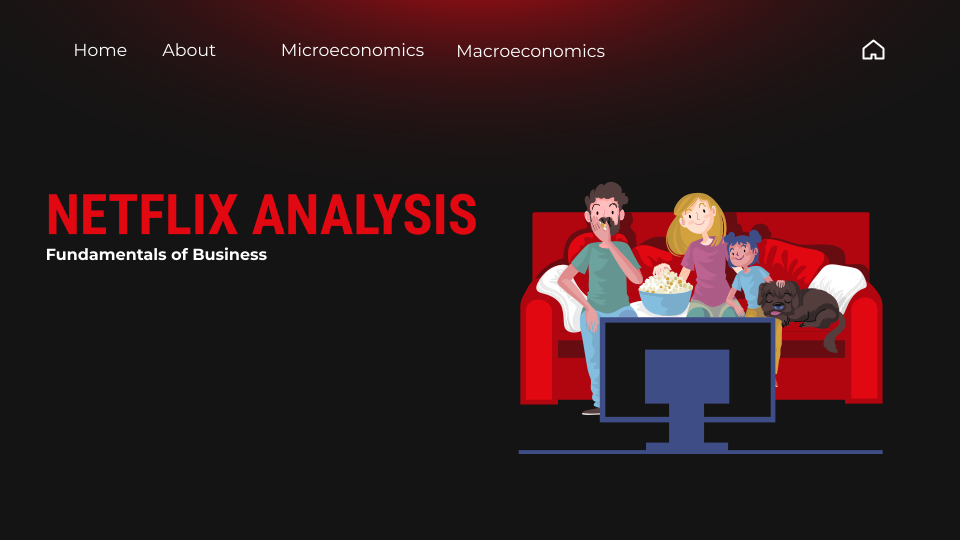 Home About Microeconomics Macroeconomics
NETFLIX ANALYSIS
Fundamentals of Business